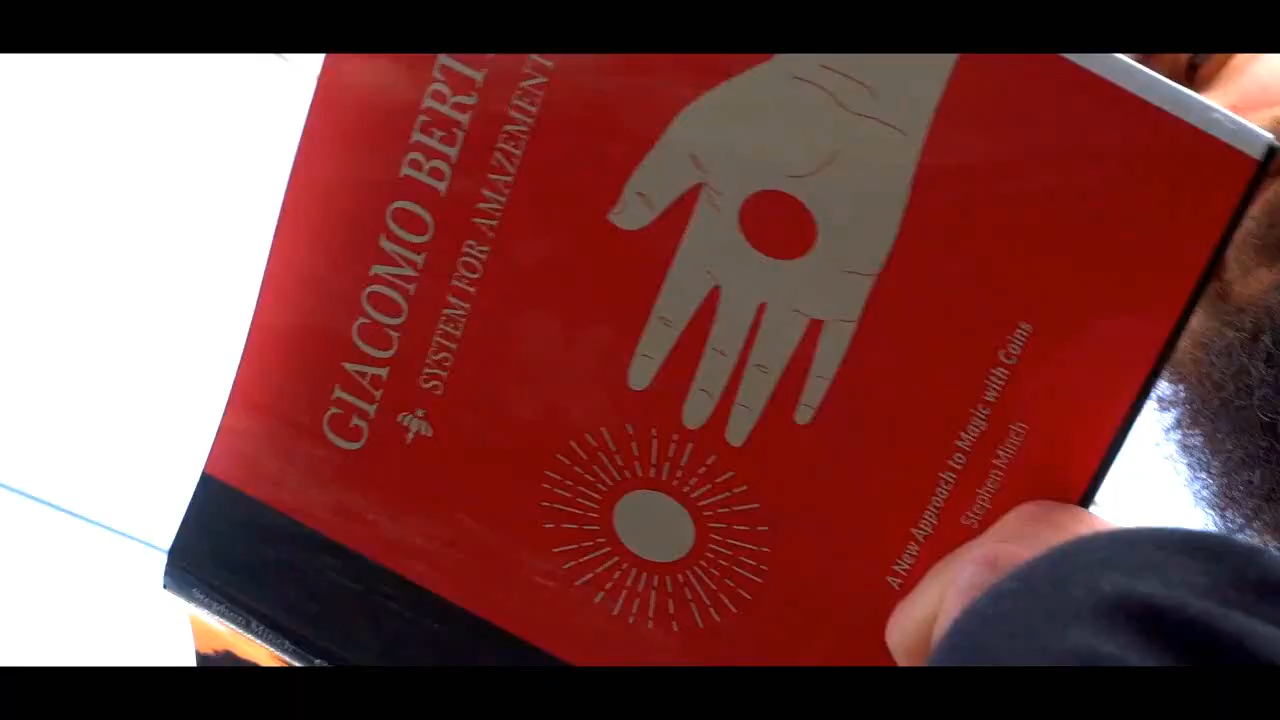 GIACOMO BERT
SYSTEM FOR AMAZEMENT
A New Approach to Magic with Coins
Stephen Minch